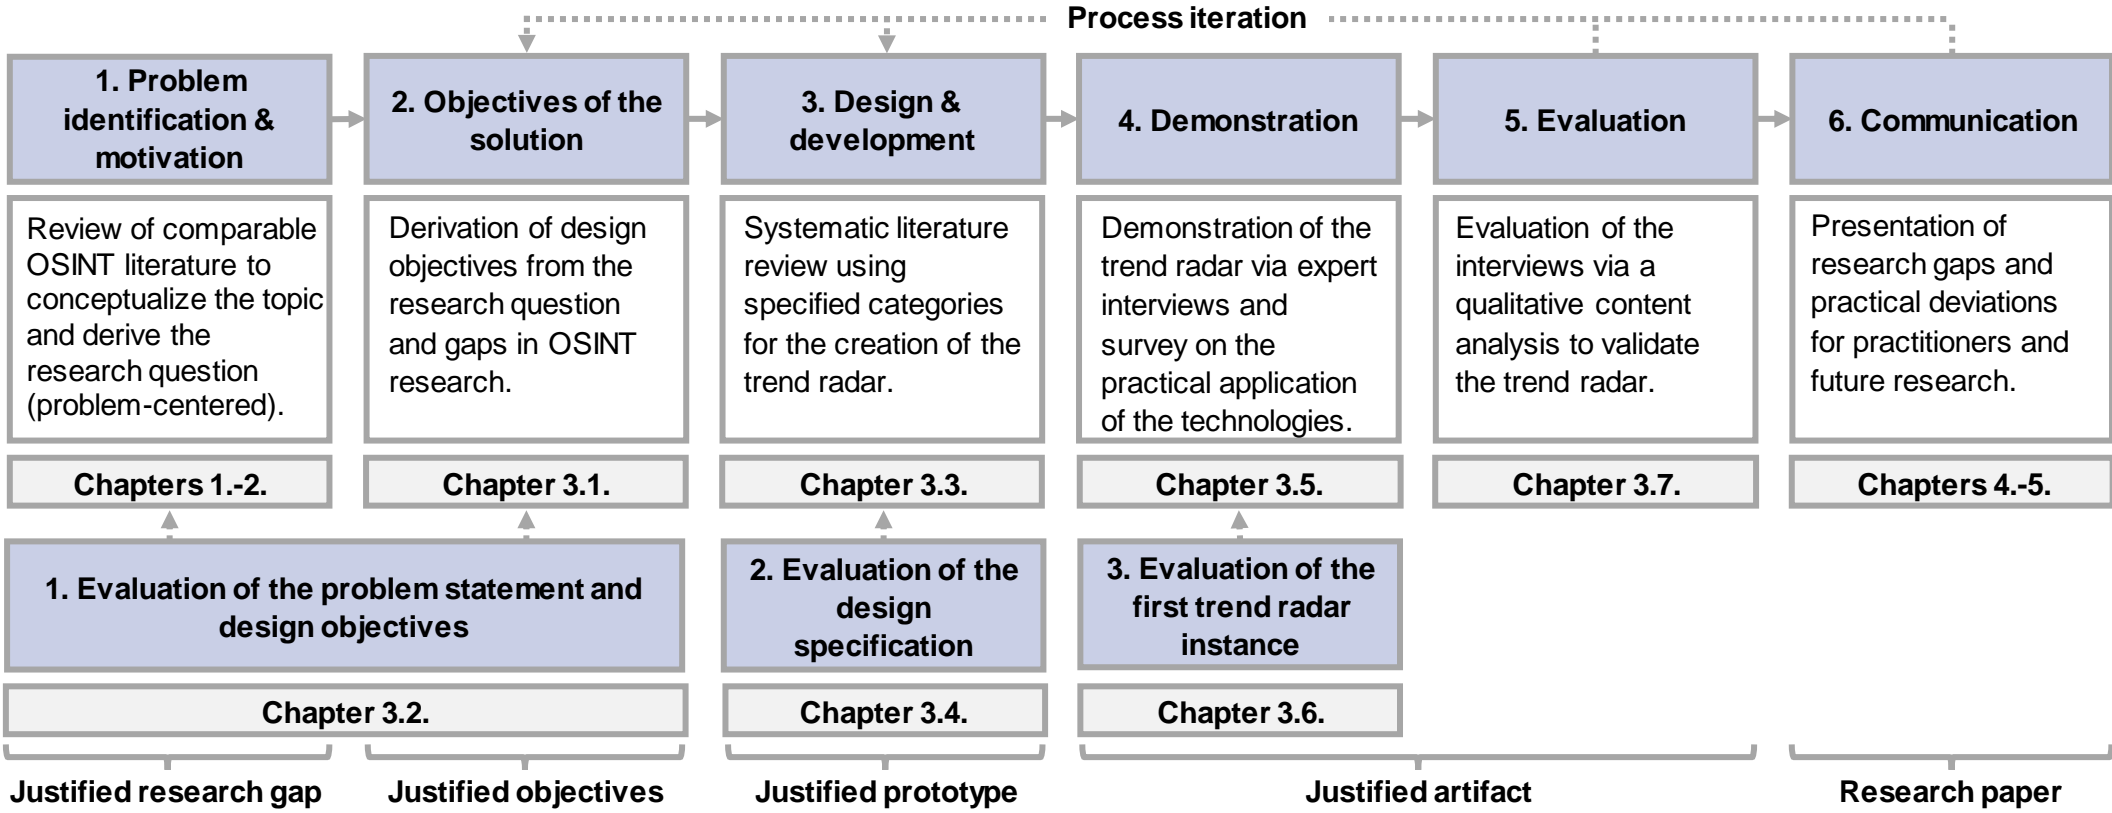 Process iteration
1. Problem
identification &
motivation
2. Objectives of the
solution
3. Design &
development
4. Demonstration
5. Evaluation
6. Communication
Review of comparable
OSINT literature to
conceptualize the topic
and derive the
research question
(problem-centered).
Derivation of design
objectives from the
research question
and gaps in OSINT
research.
Systematic literature
review using
specified categories
for the creation of the
trend radar.
Demonstration of the
trend radar via expert
interviews and
survey on the
practical application
of the technologies.
Evaluation of the
interviews via a
qualitative content
analysis to validate
the trend radar.
Presentation of
research gaps and
practical deviations
for practitioners and
future research.
Chapters 1.-2.
Chapter 3.1.
Chapter 3.3.
Chapter 3.5.
Chapter 3.7.
Chapters 4.-5.
1. Evaluation of the problem statement and
design objectives
2. Evaluation of the
design
specification
3. Evaluation of the
first trend radar
instance
Chapter 3.2.
Chapter 3.4.
Chapter 3.6.
Justified research gap
Justified objectives
Justified prototype
Justified artifact
Research paper